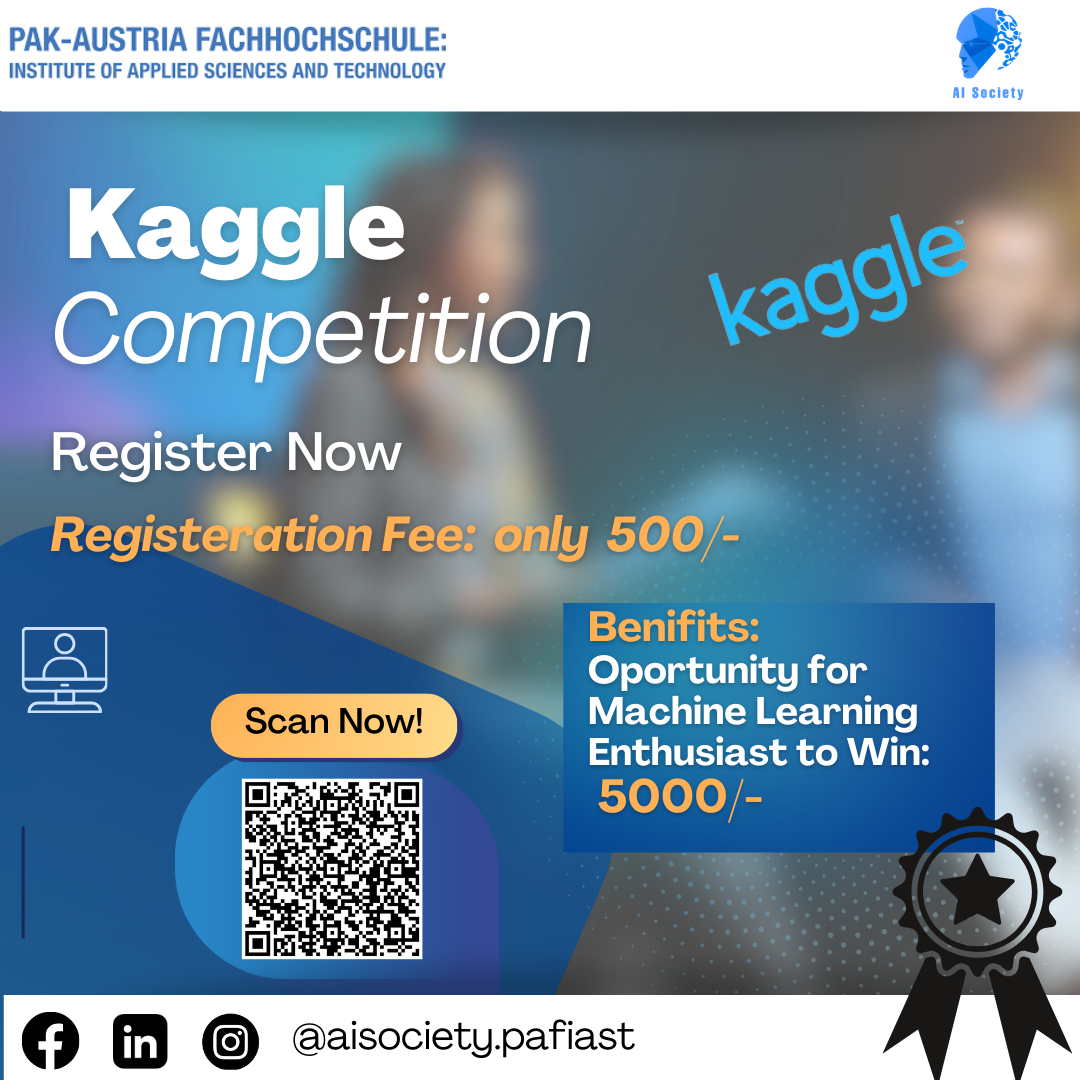 PAK-AUSTRIA FACHHOCHSCHULE:
INSTITUTE OF APPLIED SCIENCES AND TECHNOLOGY
AI Society
Kaggle
Competition
kaggle™
Register Now
Registeration Fee: only 500/-
Benifits:
Oportunity for
Machine Learning
Enthusiast to Win:
5000/-
Scan Now!
@aisociety.pafiast